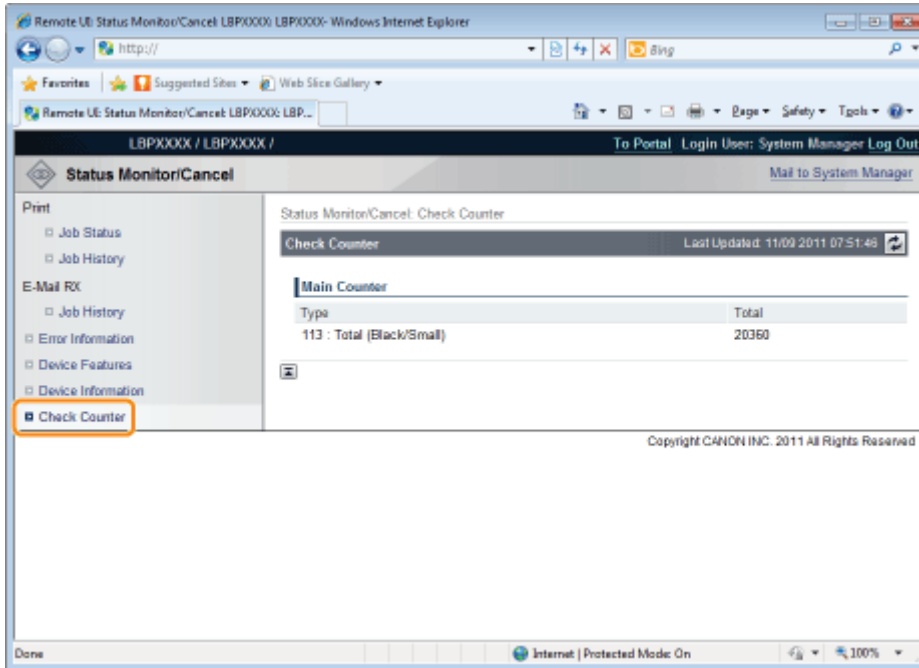 Remote UI: Status Monitor/Cancel: LBPXXXX: LBPXXXX - Windows Internet Explorer
http://
Bing
Favorites Suggested Sites Web Slice Gallery
Remote UI: Status Monitor/Cancel: LBPXXXX: LBP...
Page Safety Tools
LBPXXXX / LBPXXXX /
To Portal Login User: System Manager Log Out
Status Monitor/Cancel
Mail to System Manager
Print
Job Status
Job History
E-Mail RX
Job History
Error Information
Device Features
Device Information
Check Counter
Status Monitor/Cancel: Check Counter
Check Counter Last Updated: 11/09 2011 07:51:46
Main Counter
Type Total
113 : Total (Black/Small) 20360
Copyright CANON INC. 2011 All Rights Reserved
Done Internet | Protected Mode: On 100%